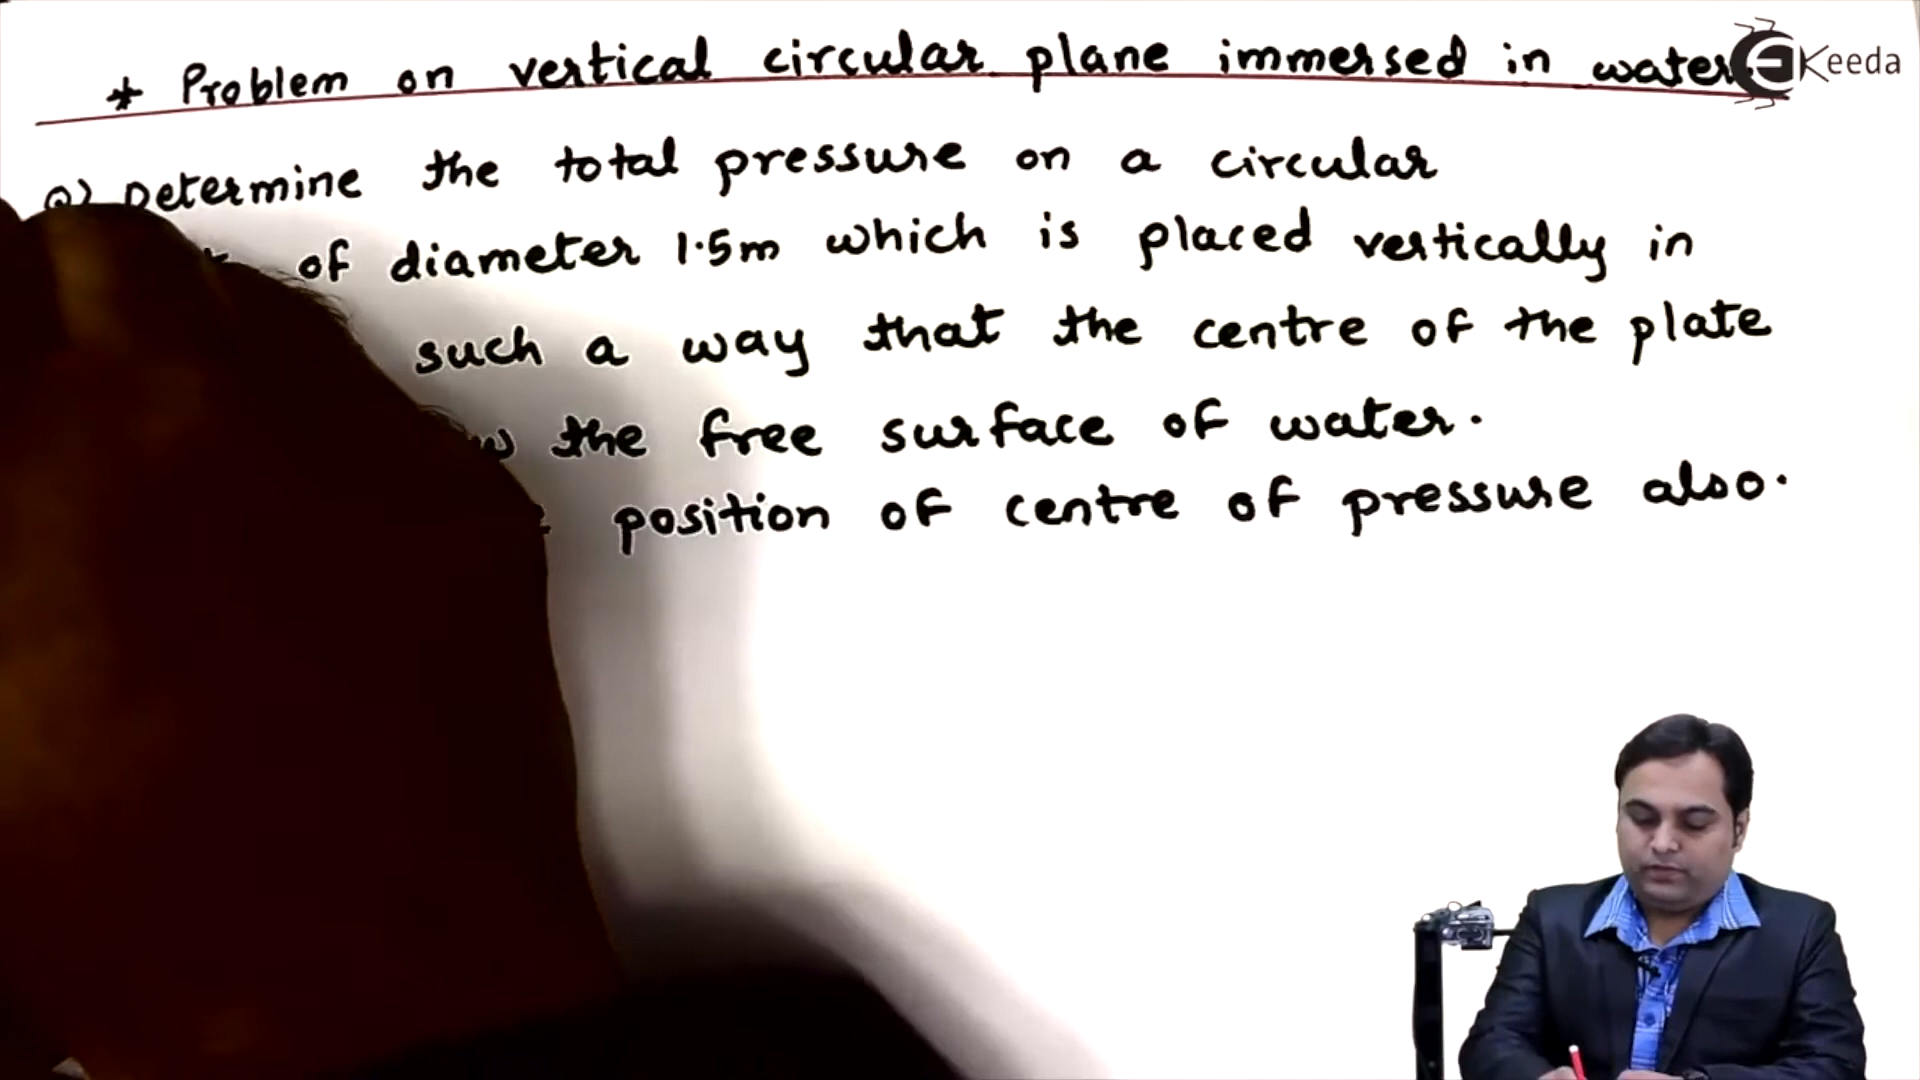 * Problem on vertical circular plane immersed in water.
Keeda
Q) Determine the total pressure on a circular
of diameter 1.5m which is placed vertically in
such a way that the centre of the plate
the free surface of water.
position of centre of pressure also.